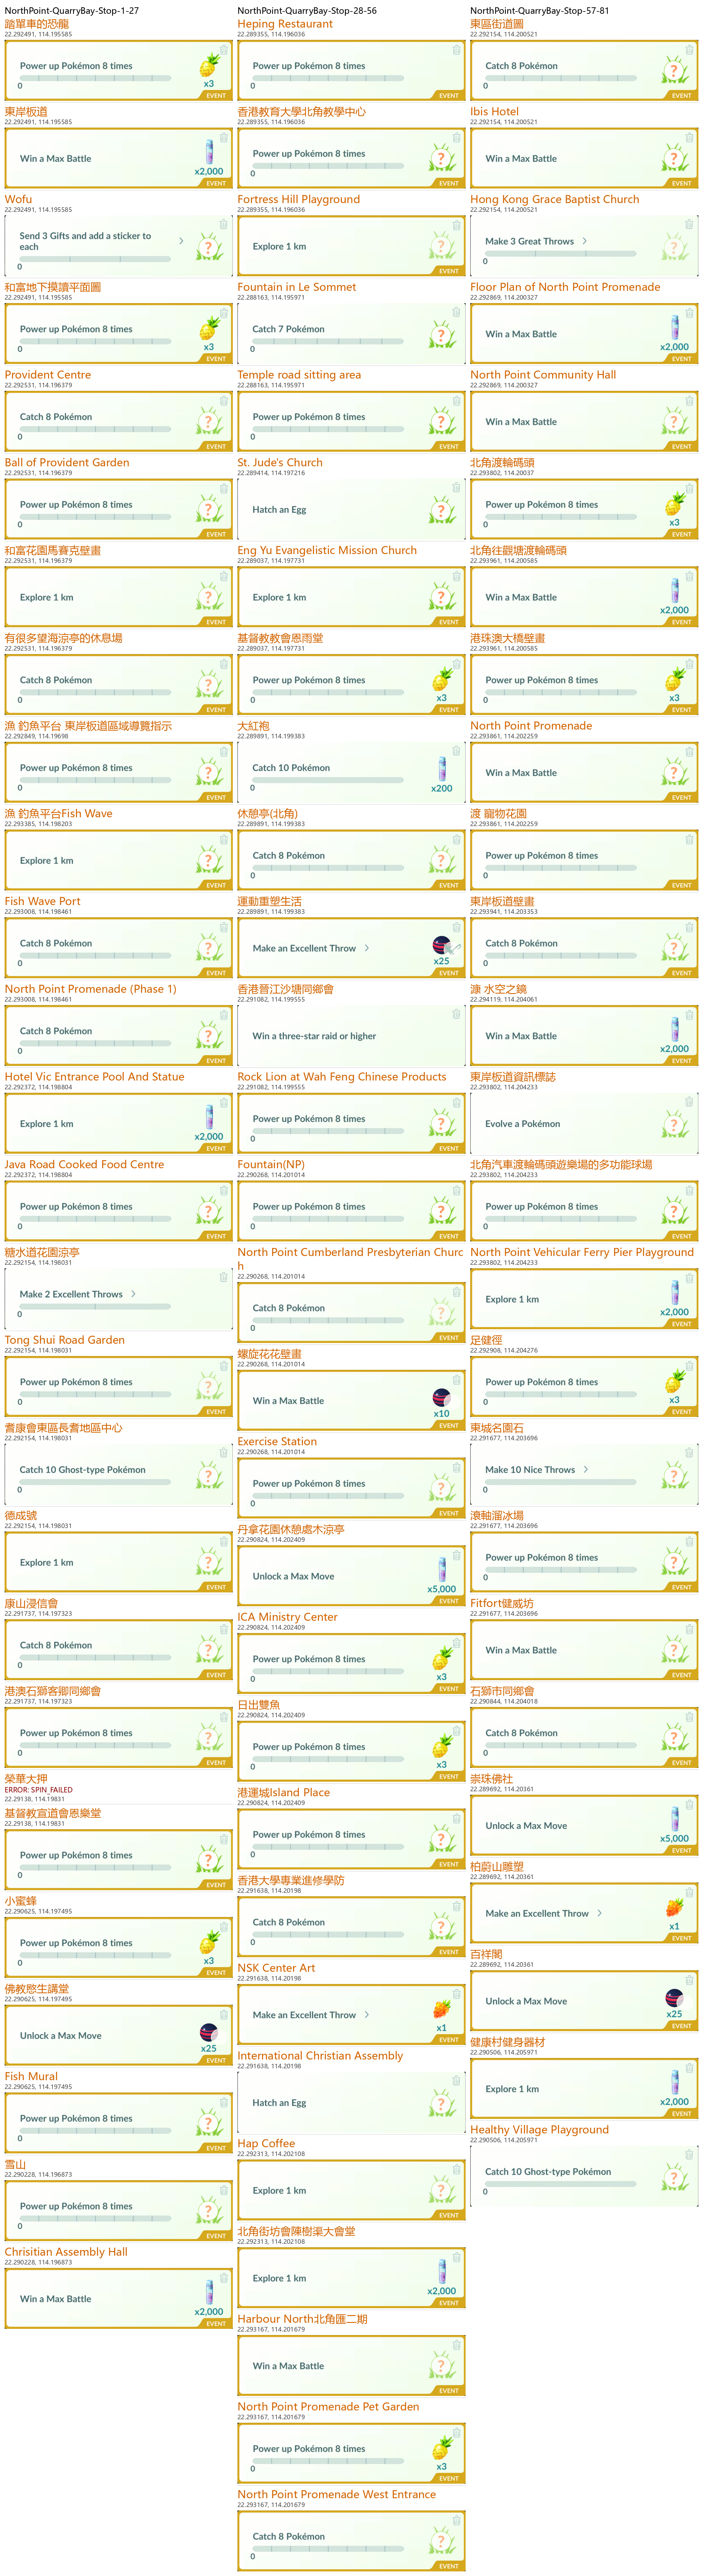 NorthPoint-QuarryBay-Stop-1-27
踏單車的恐龍
22.292491, 114.195585
Power up Pokémon 8 times
0
x3
EVENT
東岸板道
22.292491, 114.195585
Win a Max Battle
x2,000
EVENT
Wofu
22.292491, 114.195585
Send 3 Gifts and add a sticker to
each
?
0
和富地下摸讀平面圖
22.292491, 114.195585
Power up Pokémon 8 times
0
x3
EVENT
Provident Centre
22.292531, 114.196379
Catch 8 Pokémon
0
?
EVENT
Ball of Provident Garden
22.292531, 114.196379
Power up Pokémon 8 times
0
?
EVENT
和富花園馬賽克壁畫
22.292531, 114.196379
Explore 1 km
?
EVENT
有很多望海涼亭的休息場
22.292531, 114.196379
Catch 8 Pokémon
0
?
EVENT
漁 釣魚平台 東岸板道區域導覽指示
22.292849, 114.19698
Power up Pokémon 8 times
0
?
EVENT
漁 釣魚平台Fish Wave
22.293385, 114.198203
Explore 1 km
?
EVENT
Fish Wave Port
22.293008, 114.198461
Catch 8 Pokémon
0
?
EVENT
North Point Promenade (Phase 1)
22.293008, 114.198461
Catch 8 Pokémon
0
?
EVENT
Hotel Vic Entrance Pool And Statue
22.292372, 114.198804
Explore 1 km
x2,000
EVENT
Java Road Cooked Food Centre
22.292372, 114.198804
Power up Pokémon 8 times
0
?
EVENT
糖水道花園涼亭
22.292154, 114.198031
Make 2 Excellent Throws
0
?
Tong Shui Road Garden
22.292154, 114.198031
Power up Pokémon 8 times
0
?
EVENT
耆康會東區長耆地區中心
22.292154, 114.198031
Catch 10 Ghost-type Pokémon
0
?
德成號
22.292154, 114.198031
Explore 1 km
?
EVENT
康山浸信會
22.291737, 114.197323
Catch 8 Pokémon
0
?
EVENT
港澳石獅客卿同鄉會
22.291737, 114.197323
Power up Pokémon 8 times
0
?
EVENT
榮華大押
ERROR: SPIN_FAILED
22.29138, 114.19831
基督教宣道會恩樂堂
22.29138, 114.19831
Power up Pokémon 8 times
0
?
EVENT
小蜜蜂
22.290625, 114.197495
Power up Pokémon 8 times
0
x3
EVENT
佛教愍生講堂
22.290625, 114.197495
Unlock a Max Move
x25
EVENT
Fish Mural
22.290625, 114.197495
Power up Pokémon 8 times
0
?
EVENT
雪山
22.290228, 114.196873
Power up Pokémon 8 times
0
?
EVENT
Chrisitian Assembly Hall
22.290228, 114.196873
Win a Max Battle
x2,000
EVENT
NorthPoint-QuarryBay-Stop-28-56
Heping Restaurant
22.289355, 114.196036
Power up Pokémon 8 times
0
?
EVENT
香港教育大學北角教學中心
22.289355, 114.196036
Power up Pokémon 8 times
0
?
EVENT
Fortress Hill Playground
22.289355, 114.196036
Explore 1 km
?
EVENT
Fountain in Le Sommet
22.288163, 114.195971
Catch 7 Pokémon
0
?
Temple road sitting area
22.288163, 114.195971
Power up Pokémon 8 times
0
?
EVENT
St. Jude's Church
22.289414, 114.197216
Hatch an Egg
?
Eng Yu Evangelistic Mission Church
22.289037, 114.197731
Explore 1 km
?
EVENT
基督教教會恩雨堂
22.289037, 114.197731
Power up Pokémon 8 times
0
x3
EVENT
大紅袍
22.289891, 114.199383
Catch 10 Pokémon
0
x200
休憩亭(北角)
22.289891, 114.199383
Catch 8 Pokémon
0
?
EVENT
運動重塑生活
22.289891, 114.199383
Make an Excellent Throw
x25
EVENT
香港晉江沙塘同鄉會
22.291082, 114.199555
Win a three-star raid or higher
Rock Lion at Wah Feng Chinese Products
22.291082, 114.199555
Power up Pokémon 8 times
0
?
EVENT
Fountain(NP)
22.290268, 114.201014
Power up Pokémon 8 times
0
?
EVENT
North Point Cumberland Presbyterian Churc
h
22.290268, 114.201014
Catch 8 Pokémon
0
?
EVENT
螺旋花花壁畫
22.290268, 114.201014
Win a Max Battle
x10
EVENT
Exercise Station
22.290268, 114.201014
Power up Pokémon 8 times
0
?
EVENT
丹拿花園休憩處木涼亭
22.290824, 114.202409
Unlock a Max Move
x5,000
EVENT
ICA Ministry Center
22.290824, 114.202409
Power up Pokémon 8 times
0
x3
EVENT
日出雙魚
22.290824, 114.202409
Power up Pokémon 8 times
0
x3
EVENT
港運城Island Place
22.290824, 114.202409
Power up Pokémon 8 times
0
?
EVENT
香港大學專業進修學防
22.291638, 114.20198
Catch 8 Pokémon
0
?
EVENT
NSK Center Art
22.291638, 114.20198
Make an Excellent Throw
x1
EVENT
International Christian Assembly
22.291638, 114.20198
Hatch an Egg
?
Hap Coffee
22.292313, 114.202108
Explore 1 km
?
EVENT
北角街坊會陳樹渠大會堂
22.292313, 114.202108
Explore 1 km
x2,000
EVENT
Harbour North北角匯二期
22.293167, 114.201679
Win a Max Battle
?
EVENT
North Point Promenade Pet Garden
22.293167, 114.201679
Power up Pokémon 8 times
0
x3
EVENT
North Point Promenade West Entrance
22.293167, 114.201679
Catch 8 Pokémon
0
?
EVENT
NorthPoint-QuarryBay-Stop-57-81
東區街道圖
22.292154, 114.200521
Catch 8 Pokémon
0
?
EVENT
Ibis Hotel
22.292154, 114.200521
Win a Max Battle
?
EVENT
Hong Kong Grace Baptist Church
22.292154, 114.200521
Make 3 Great Throws
0
?
Floor Plan of North Point Promenade
22.292869, 114.200327
Win a Max Battle
x2,000
EVENT
North Point Community Hall
22.292869, 114.200327
Win a Max Battle
?
EVENT
北角渡輪碼頭
22.293802, 114.20037
Power up Pokémon 8 times
0
x3
EVENT
北角往觀塘渡輪碼頭
22.293961, 114.200585
Win a Max Battle
x2,000
EVENT
港珠澳大橋壁畫
22.293961, 114.200585
Power up Pokémon 8 times
0
x3
EVENT
North Point Promenade
22.293861, 114.202259
Win a Max Battle
?
EVENT
渡 寵物花園
22.293861, 114.202259
Power up Pokémon 8 times
0
?
EVENT
東岸板道壁畫
22.293941, 114.203353
Catch 8 Pokémon
0
?
EVENT
漮 水空之鏡
22.294119, 114.204061
Win a Max Battle
x2,000
EVENT
東岸板道資訊標誌
22.293802, 114.204233
Evolve a Pokémon
?
北角汽車渡輪碼頭遊樂場的多功能球場
22.293802, 114.204233
Power up Pokémon 8 times
0
?
EVENT
North Point Vehicular Ferry Pier Playground
22.293802, 114.204233
Explore 1 km
x2,000
EVENT
足健徑
22.292908, 114.204276
Power up Pokémon 8 times
0
x3
EVENT
東城名園石
22.291677, 114.203696
Make 10 Nice Throws
0
?
滾軸溜冰場
22.291677, 114.203696
Power up Pokémon 8 times
0
?
EVENT
Fitfort健威坊
22.291677, 114.203696
Win a Max Battle
?
EVENT
石獅市同鄉會
22.290844, 114.204018
Catch 8 Pokémon
0
?
EVENT
崇珠佛社
22.289692, 114.20361
Unlock a Max Move
x5,000
EVENT
柏蔚山雕塑
22.289692, 114.20361
Make an Excellent Throw
x1
EVENT
百祥閣
22.289692, 114.20361
Unlock a Max Move
x25
EVENT
健康村健身器材
22.290506, 114.205971
Explore 1 km
x2,000
EVENT
Healthy Village Playground
22.290506, 114.205971
Catch 10 Ghost-type Pokémon
0
?